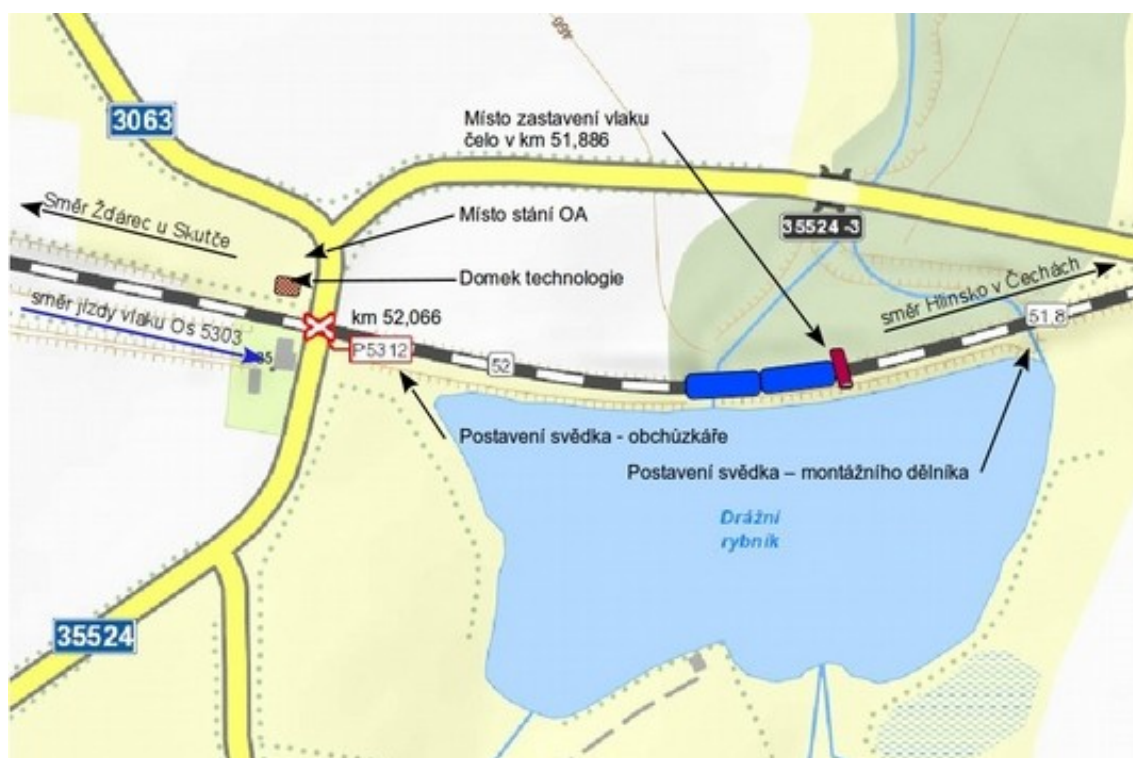 466
3063
Místo zastavení vlaku
čelo v km 51,886
Směr Žďárec u Skutče
Místo stání OA
35524 -3
Domek technologie
směr Hlinsko v Čechách
směr jízdy vlaku Os 5303
km 52,066
51,8
P5312
52
Postavení svědka - obchůzkáře
Postavení svědka – montážního dělníka
Drážní
rybník
35524